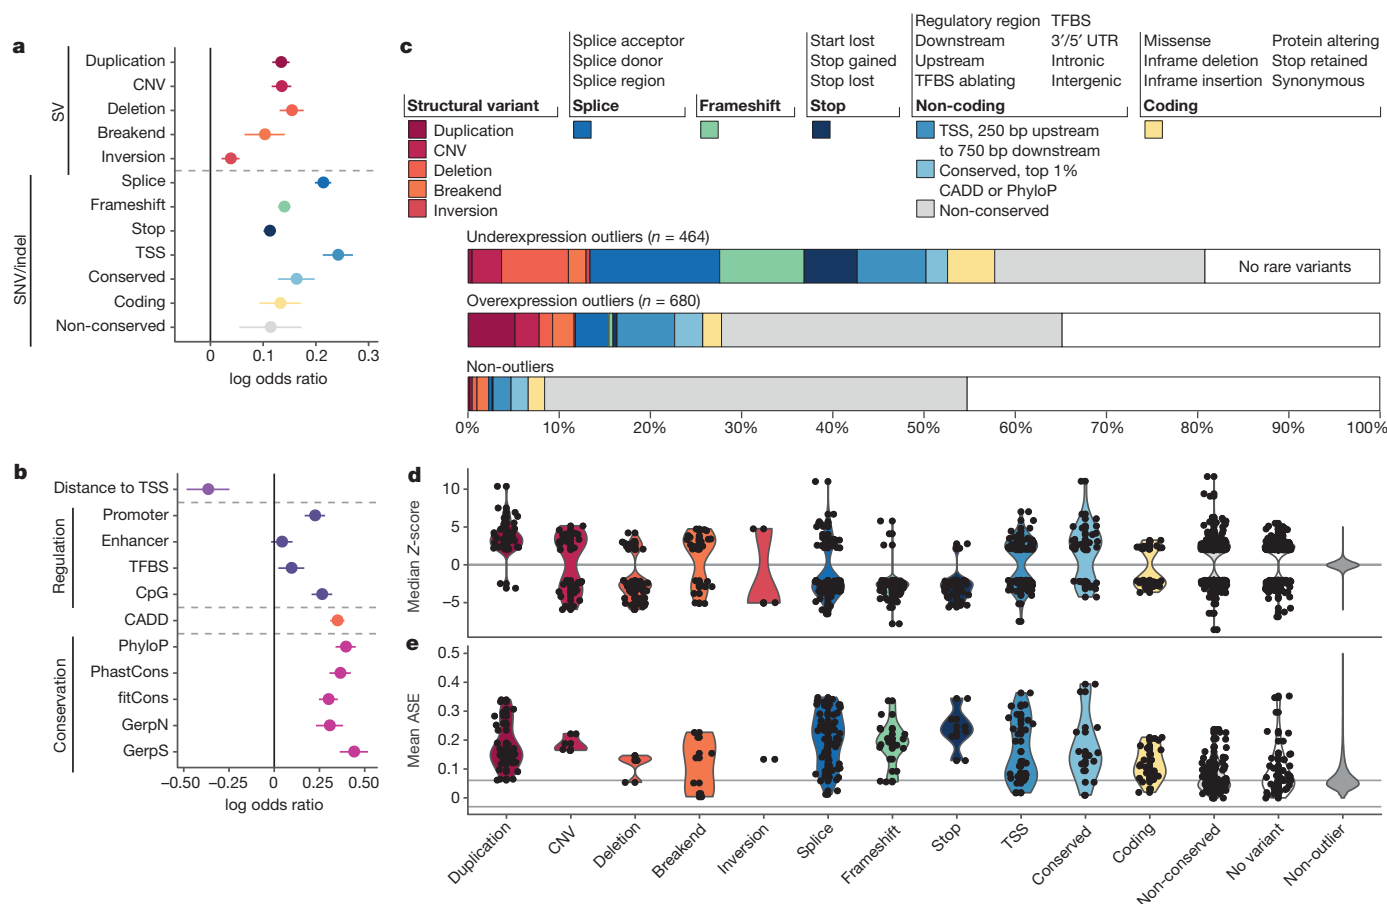 a
SV
Duplication
CNV
Deletion
Breakend
Inversion
SNV/indel
Splice
Frameshift
Stop
TSS
Conserved
Coding
Non-conserved
0 0.1 0.2 0.3
log odds ratio
b
Distance to TSS
Regulation
Promoter
Enhancer
TFBS
CpG
CADD
Conservation
PhyloP
PhastCons
fitCons
GerpN
GerpS
−0.50 −0.25 0 0.25 0.50
log odds ratio
c
Structural variant
Duplication
CNV
Deletion
Breakend
Inversion
Splice acceptor
Splice donor
Splice region
Splice
Frameshift
Start lost
Stop gained
Stop lost
Stop
Regulatory region TFBS
Downstream 3′/5′ UTR
Upstream Intronic
TFBS ablating Intergenic
Non-coding
TSS, 250 bp upstream
to 750 bp downstream
Conserved, top 1%
CADD or PhyloP
Non-conserved
Missense Protein altering
Inframe deletion Stop retained
Inframe insertion Synonymous
Coding
Underexpression outliers (n = 464)
No rare variants
Overexpression outliers (n = 680)
Non-outliers
0% 10% 20% 30% 40% 50% 60% 70% 80% 90% 100%
d
Median Z-score
10
5
0
−5
e
Mean ASE
0.5
0.4
0.3
0.2
0.1
0
Duplication
CNV
Deletion
Breakend
Inversion
Splice
Frameshift
Stop
TSS
Conserved
Coding
Non-conserved
No variant
Non-outlier